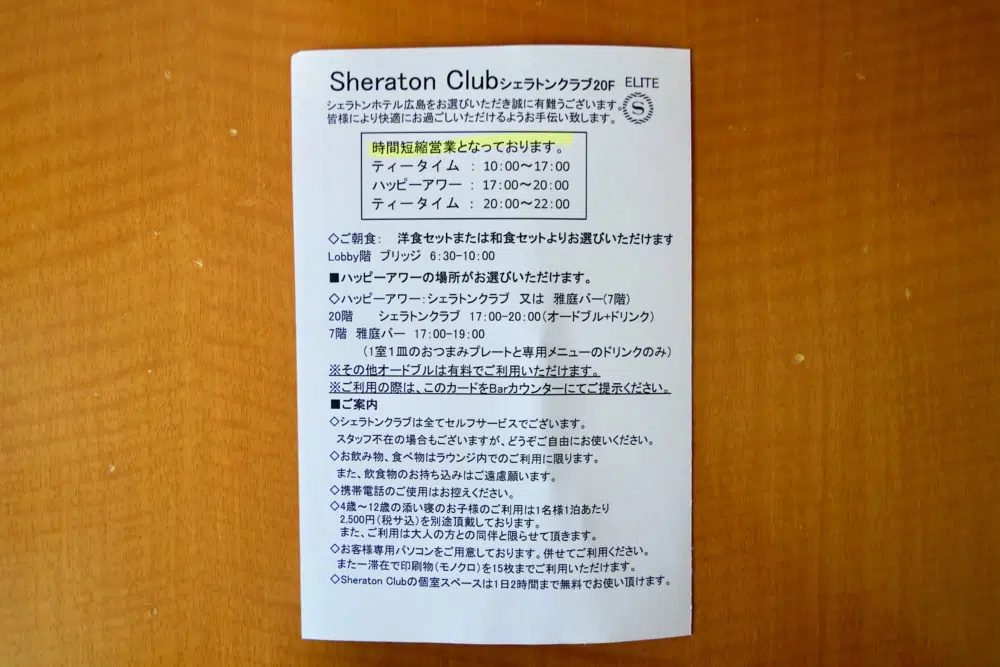 Sheraton Clubシェラトンクラブ20F ELITE
S
シェラトンホテル広島をお選びいただき誠に有難うございます。
皆様により快適にお過ごしいただけるようお手伝い致します。
時間短縮営業となっております。
ティータイム : 10:00〜17:00
ハッピーアワー : 17:00〜20:00
ティータイム : 20:00〜22:00
◇ご朝食: 洋食セットまたは和食セットよりお選びいただけます
Lobby階 ブリッジ 6:30-10:00
■ハッピーアワーの場所がお選びいただけます。
◇ハッピーアワー:シェラトンクラブ 又は 雅庭バー(7階)
20階 シェラトンクラブ 17:00-20:00(オードブル+ドリンク)
7階 雅庭バー 17:00-19:00
(1室1皿のおつまみプレートと専用メニューのドリンクのみ)
※その他オードブルは有料でご利用いただけます。
※ご利用の際は、このカードをBarカウンターにてご提示ください。
■ご案内
◇シェラトンクラブは全てセルフサービスでございます。
スタッフ不在の場合もございますが、どうぞご自由にお使いください。
◇お飲み物、食べ物はラウンジ内でのご利用に限ります。
また、飲食物のお持ち込みはご遠慮願います。
◇携帯電話のご使用はお控えください。
◇4歳〜12歳の添い寝のお子様のご利用は1名様1泊あたり
2,500円(税サ込)を別途頂戴しております。
また、ご利用は大人の方との同伴と限らせて頂きます。
◇お客様専用パソコンをご用意しております。併せてご利用ください。
また一滞在で印刷物(モノクロ)を15枚までご利用いただけます。
◇Sheraton Clubの個室スペースは1日2時間まで無料でお使い頂けます。